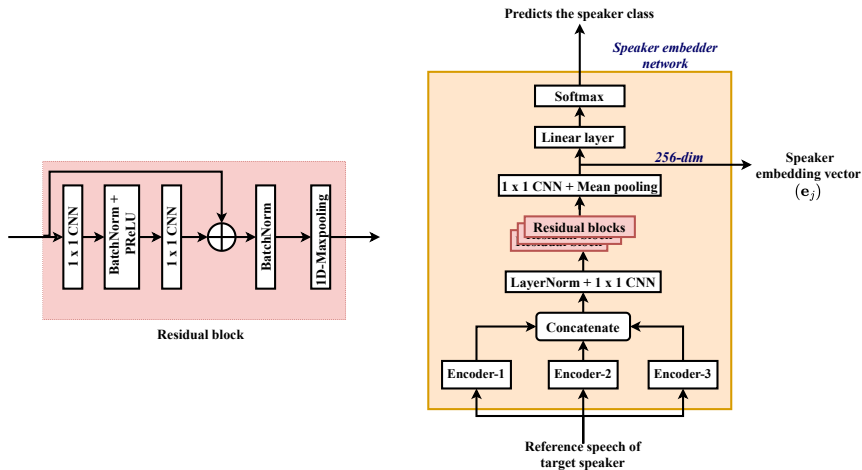 Predicts the speaker class
Speaker embedder
network
Softmax
Linear layer
256-dim
Speaker
embedding vector
(e_j)
1 x 1 CNN + Mean pooling
Residual blocks
LayerNorm + 1 x 1 CNN
Concatenate
Encoder-1
Encoder-2
Encoder-3
Reference speech of
target speaker
1 x 1 CNN
BatchNorm +
PReLU
1 x 1 CNN
BatchNorm
1D-Maxpooling
Residual block